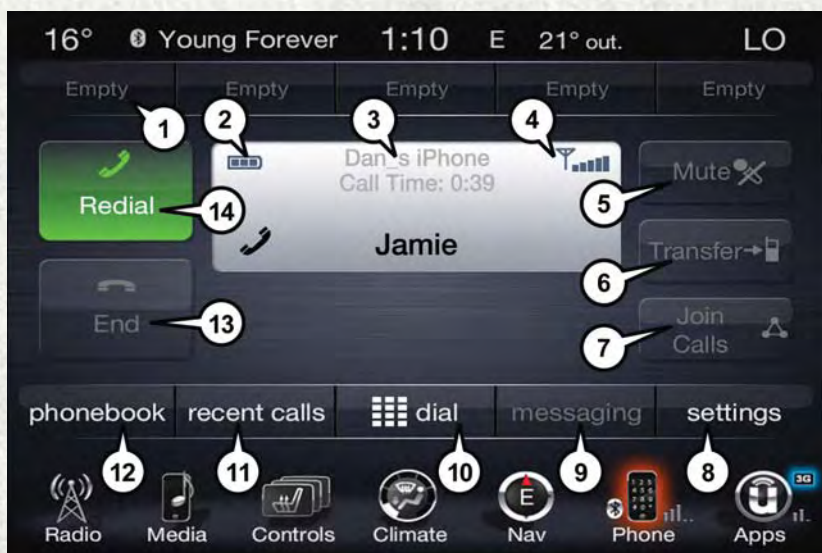 16° Young Forever 1:10 E 21° out. LO
Empty Empty Empty Empty Empty
1 2 3 4
Dan_s iPhone
Call Time: 0:39
Mute
5
Redial
14
Jamie
Transfer
6
End
13
Join
Calls
7
phonebook recent calls dial messaging settings
12 11 10 9 8
3G
E
Radio Media Controls Climate Nav Phone Apps